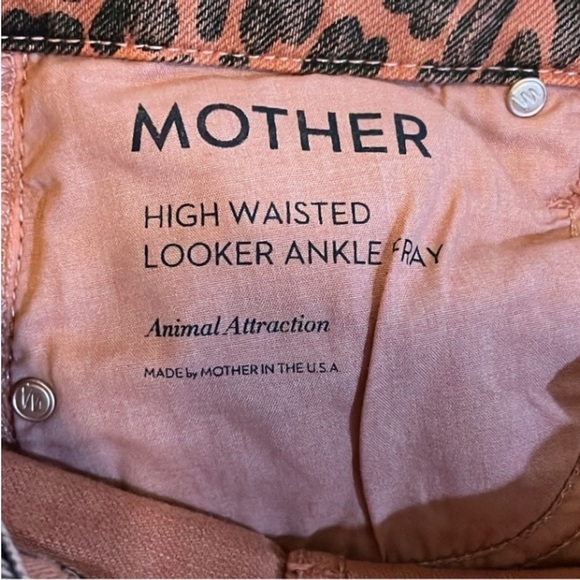 MOTHER
HIGH WAISTED
LOOKER ANKLE FRAY
Animal Attraction
MADE by MOTHER IN THE U.S.A.